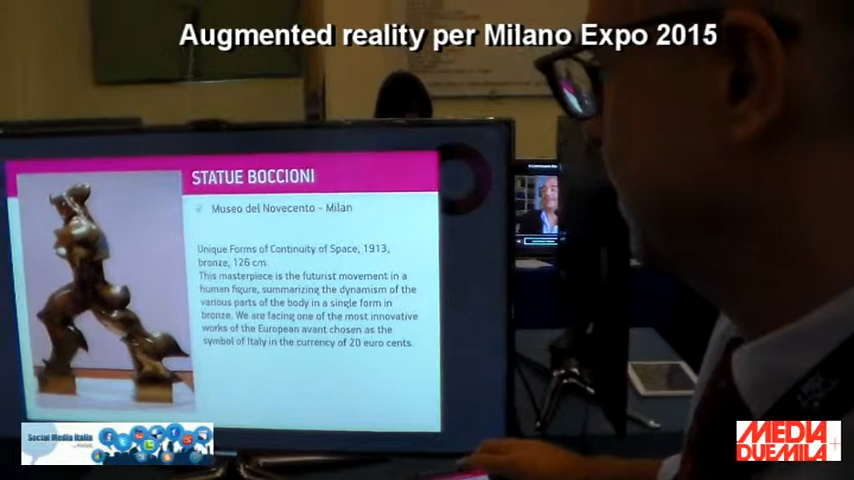 Augmented reality per Milano Expo 2015
STATUE BOCCIONI
Museo del Novecento - Milan
Unique Forms of Continuity of Space, 1913,
bronze, 126 cm.
This masterpiece is the futurist movement in a
human figure, summarizing the dynamism of the
various parts of the body in a single form in
bronze. We are facing one of the most innovative
works of the European avant chosen as the
symbol of Italy in the currency of 20 euro cents.
Social Media Italia
MEDIA
DUEMILA